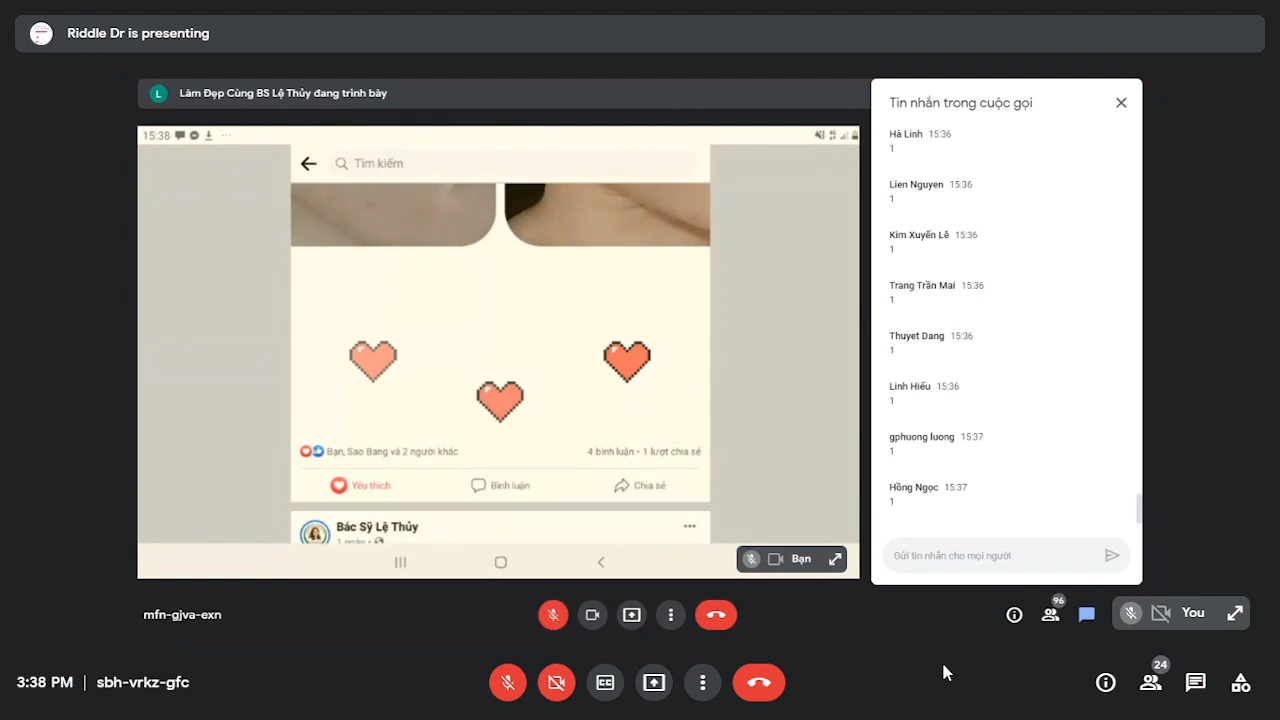 Riddle Dr is presenting
L
Làm Đẹp Cùng BS Lệ Thủy đang trình bày
15:38
Tìm kiếm
Bạn, Sao Bang và 2 người khác
4 bình luận • 1 lượt chia sẻ
Yêu thích
Bình luận
Chia sẻ
Bác Sỹ Lệ Thủy
1 ngày
Bạn
Tin nhắn trong cuộc gọi
Hà Linh 15:36
1
Lien Nguyen 15:36
1
Kim Xuyến Lê 15:36
1
Trang Trần Mai 15:36
1
Thuyet Dang 15:36
1
Linh Hiếu 15:36
1
gphuong luong 15:37
1
Hồng Ngọc 15:37
1
Gửi tin nhắn cho mọi người
mfn-gjva-exn
96
You
3:38 PM | sbh-vrkz-gfc
24